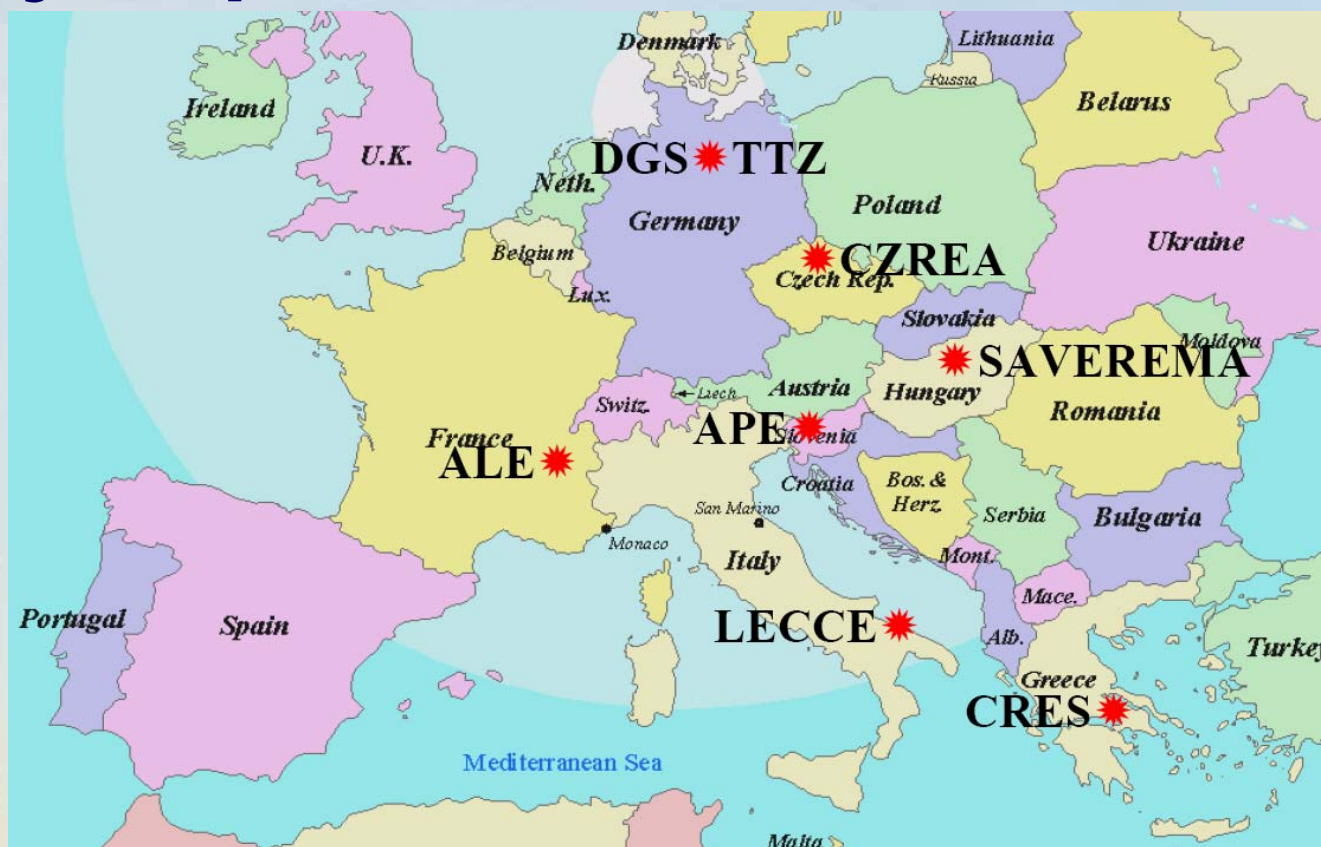 Denmark
Lithuania
Russia
Belarus
Ireland
U.K.
DGS TTZ
Neth.
Germany
Poland
Ukraine
Belgium
CZREA
Czech Rep.
Lux.
Slovakia
Moldova
SAVEREMA
Liech
Austria
Hungary
Switz.
Romania
APE
Slovenia
France
ALE
Croatia
Bos. &
Herz.
San Marino
Serbia
Bulgaria
Monaco
Italy
Mont.
Mace.
Portugal
Spain
LECCE
Alb.
Turkey
Greece
CRES
Mediterranean Sea
Malta